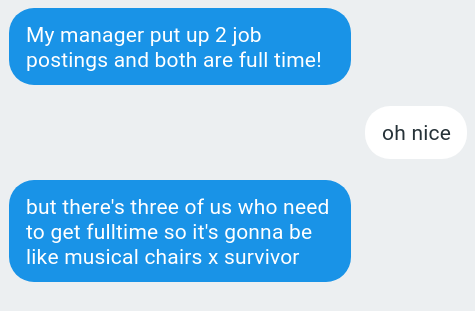 My manager put up 2 job
postings and both are full time!
oh nice
but there's three of us who need
to get fulltime so it's gonna be
like musical chairs x survivor